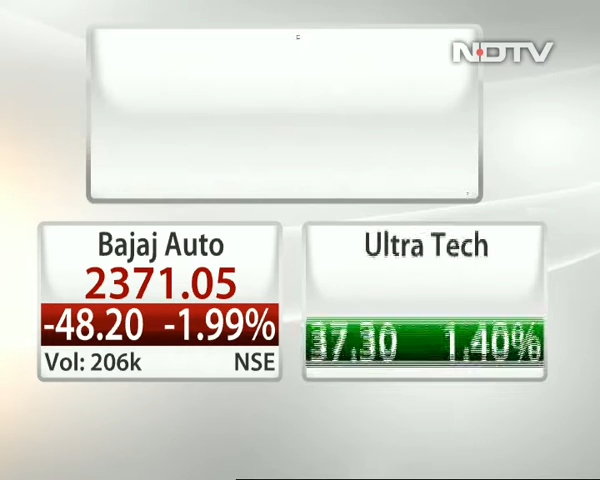 NDTV
Bajaj Auto
2371.05
-48.20 -1.99%
Vol: 206k NSE
Ultra Tech
37.30 1.40%